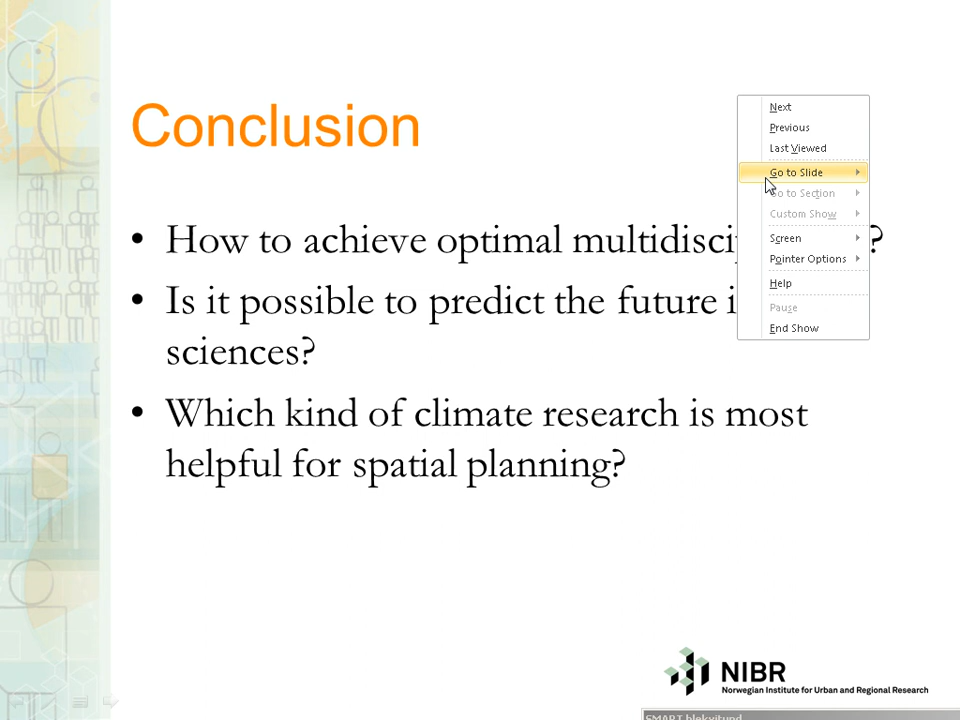 Conclusion
• How to achieve optimal ?
• Is it possible to predict the future
sciences?
• Which kind of climate research is most
helpful for spatial planning?
Next
Previous
Last Viewed
Go to Slide
Go to Section
Custom Show
Screen
Pointer Options
Help
Pause
End Show
NIBR
Norwegian Institute for Urban and Regional Research